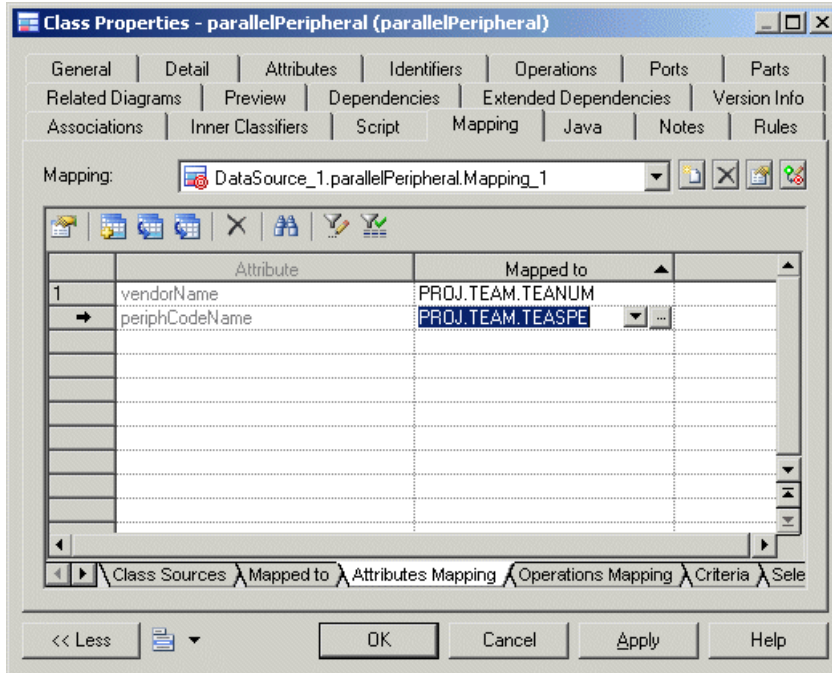 Class Properties - parallelPeripheral (parallelPeripheral)
General Detail Attributes Identifiers Operations Ports Parts
Related Diagrams Preview Dependencies Extended Dependencies Version Info
Associations Inner Classifiers Script Mapping Java Notes Rules
Mapping: DataSource_1.parallelPeripheral.Mapping_1
Attribute Mapped to
1 vendorName PROJ.TEAM.TEANUM
periphCodeName PROJ.TEAM.TEASPE ...
Class Sources Mapped to Attributes Mapping Operations Mapping Criteria Sele
<< Less OK Cancel Apply Help